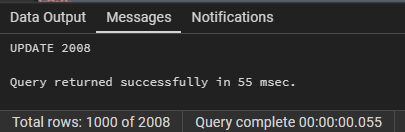 Data Output Messages Notifications
UPDATE 2008
Query returned successfully in 55 msec.
Total rows: 1000 of 2008 Query complete 00:00:00.055